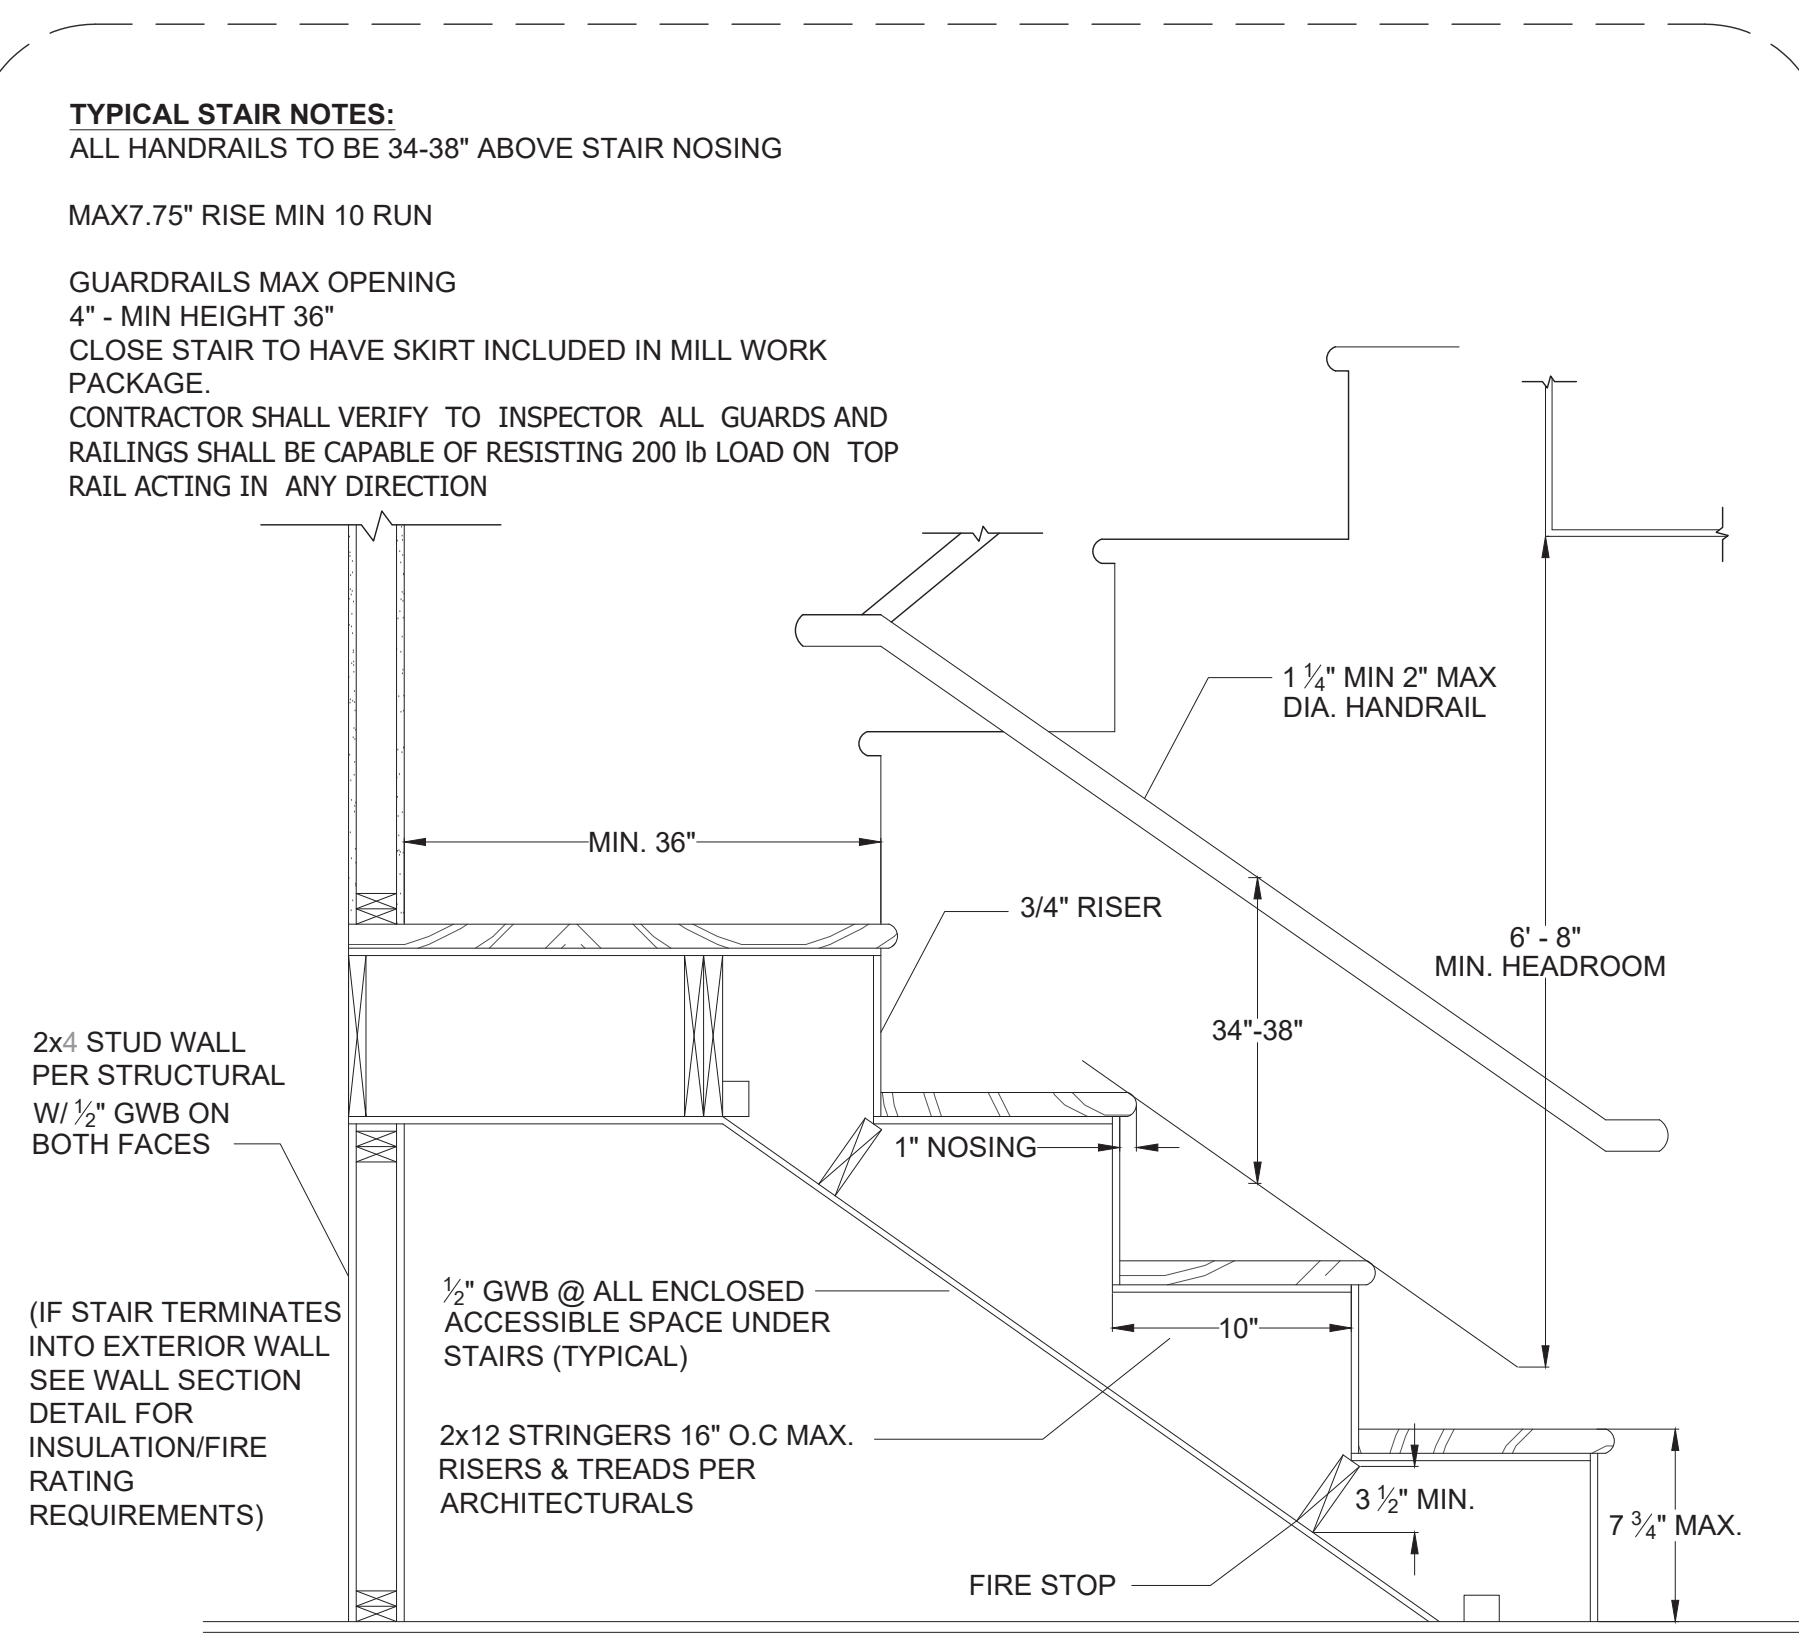 TYPICAL STAIR NOTES:
ALL HANDRAILS TO BE 34-38" ABOVE STAIR NOSING
MAX7.75" RISE MIN 10 RUN
GUARDRAILS MAX OPENING
4" - MIN HEIGHT 36"
CLOSE STAIR TO HAVE SKIRT INCLUDED IN MILL WORK
PACKAGE.
CONTRACTOR SHALL VERIFY TO INSPECTOR ALL GUARDS AND
RAILINGS SHALL BE CAPABLE OF RESISTING 200 lb LOAD ON TOP
RAIL ACTING IN ANY DIRECTION
1 ¼" MIN 2" MAX
DIA. HANDRAIL
MIN. 36"
3/4" RISER
6' - 8"
MIN. HEADROOM
34"-38"
2x4 STUD WALL
PER STRUCTURAL
W/ ½" GWB ON
BOTH FACES
1" NOSING
(IF STAIR TERMINATES
INTO EXTERIOR WALL
SEE WALL SECTION
DETAIL FOR
INSULATION/FIRE
RATING
REQUIREMENTS)
½" GWB @ ALL ENCLOSED
ACCESSIBLE SPACE UNDER
STAIRS (TYPICAL)
10"
2x12 STRINGERS 16" O.C MAX.
RISERS & TREADS PER
ARCHITECTURALS
3 ½" MIN.
7 ¾" MAX.
FIRE STOP